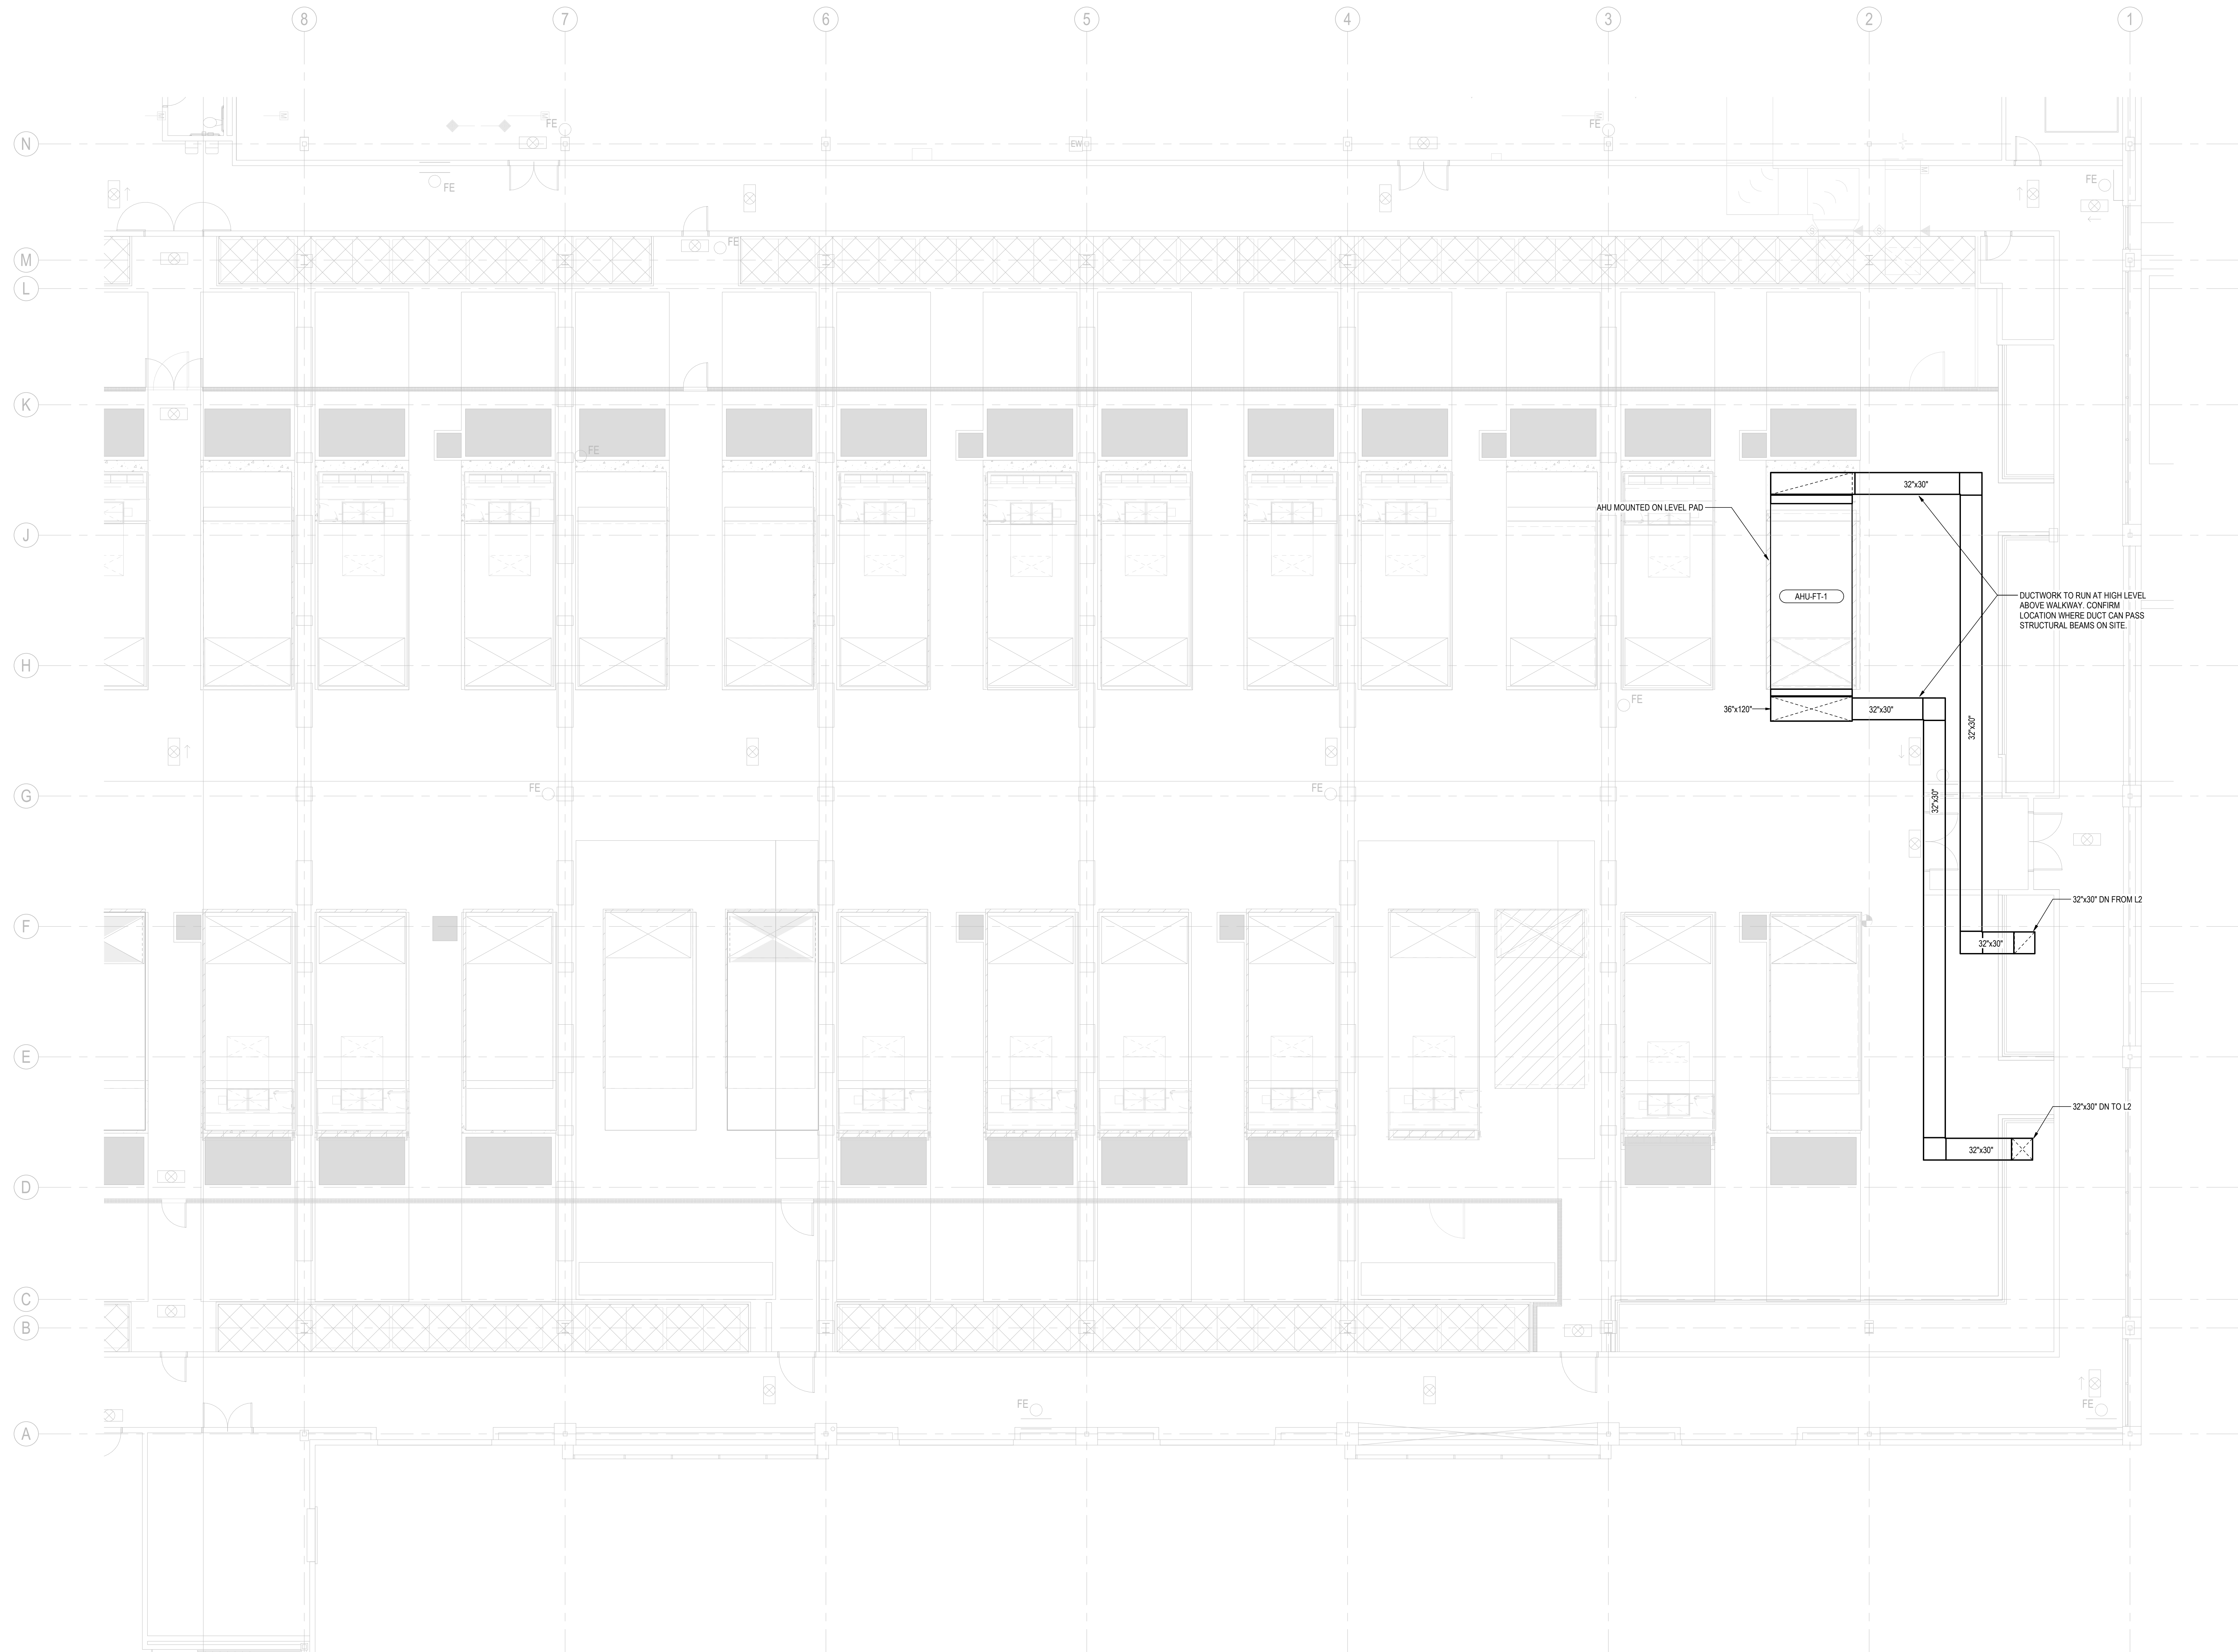 8
7
6
5
4
3
2
1
N
FE
FE
EW
FE
FE
M
FE
L
K
FE
32"x30"
AHU MOUNTED ON LEVEL PAD
J
AHU-FT-1
DUCTWORK TO RUN AT HIGH LEVEL
ABOVE WALKWAY. CONFIRM
LOCATION WHERE DUCT CAN PASS
STRUCTURAL BEAMS ON SITE.
H
FE
36"x120"
32"x30"
32"x30"
G
FE
FE
32"x30"
32"x30" DN FROM L2
F
32"x30"
E
32"x30" DN TO L2
32"x30"
D
C
B
FE
FE
A